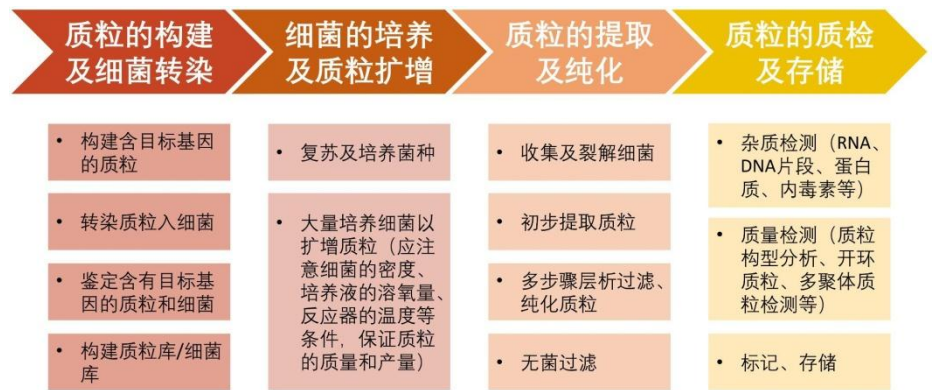 质粒的构建
及细菌转染
细菌的培养
及质粒扩增
质粒的提取
及纯化
质粒的质检
及存储
• 构建含目标基因
的质粒
• 转染质粒入细菌
• 鉴定含有目标基
因的质粒和细菌
• 构建质粒库/细菌
库
• 复苏及培养菌种
• 大量培养细菌以
扩增质粒（应注
意细菌的密度、
培养液的溶氧量、
反应器的温度等
条件，保证质粒
的质量和产量）
• 收集及裂解细菌
• 初步提取质粒
• 多步骤层析过滤、
纯化质粒
• 无菌过滤
• 杂质检测（RNA、
DNA片段、蛋白
质、内毒素等）
• 质量检测（质粒
构型分析、开环
质粒、多聚体质
粒检测等）
• 标记、存储